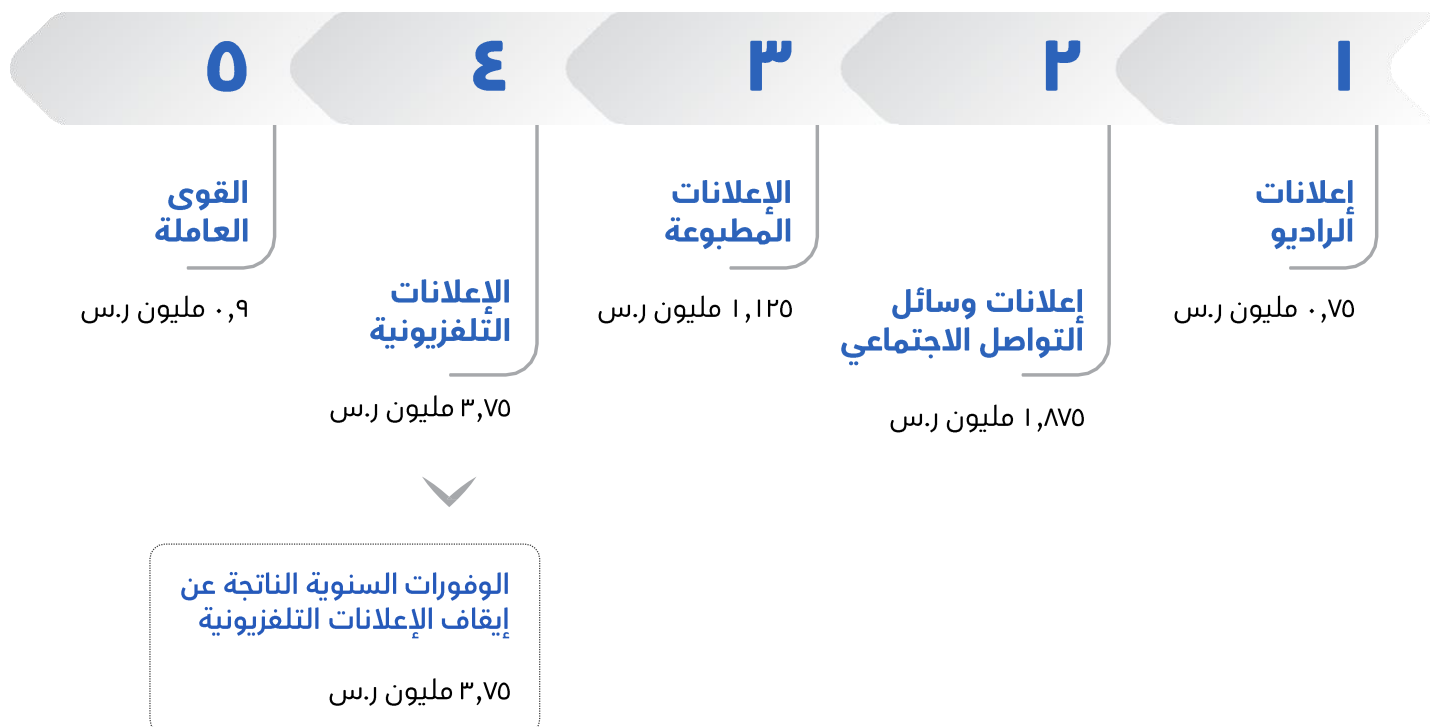 ١
٢
٣
٤
٥
إعلانات
الراديو
٠,٧٥ مليون ر.س
إعلانات وسائل
التواصل الاجتماعي
١,٨٧٥ مليون ر.س
الإعلانات
المطبوعة
١,١٢٥ مليون ر.س
الإعلانات
التلفزيونية
٣,٧٥ مليون ر.س
القوى
العاملة
٠,٩ مليون ر.س
الوفورات السنوية الناتجة عن
إيقاف الإعلانات التلفزيونية
٣,٧٥ مليون ر.س